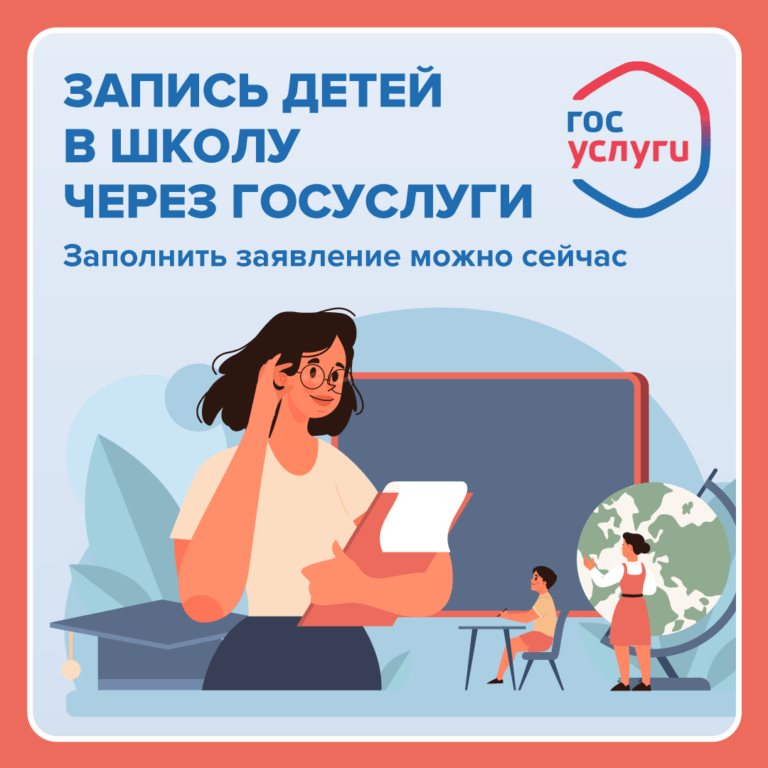 ЗАПИСЬ ДЕТЕЙ
В ШКОЛУ
ЧЕРЕЗ ГОСУСЛУГИ
Заполнить заявление можно сейчас
гос
услуги